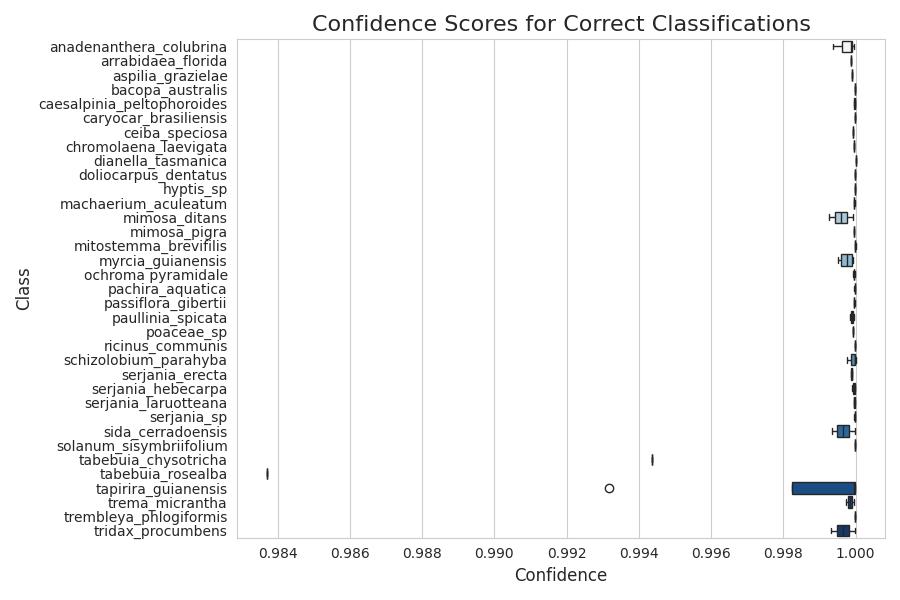 Confidence Scores for Correct Classifications
anadenanthera_colubrina
arrabidaea_florida
aspilia_grazielae
bacopa_australis
caesalpinia_peltophoroides
caryocar_brasiliensis
ceiba_speciosa
chromolaena_laevigata
dianella_tasmanica
doliocarpus_dentatus
hyptis_sp
machaerium_aculeatum
mimosa_ditans
mimosa_pigra
mitostemma_brevifilis
myrcia_guianensis
ochroma pyramidale
pachira_aquatica
passiflora_gibertii
paullinia_spicata
poaceae_sp
ricinus_communis
schizolobium_parahyba
serjania_erecta
serjania_hebecarpa
serjania_laruotteana
serjania_sp
sida_cerradoensis
solanum_sisymbriifolium
tabebuia_chysotricha
tabebuia_rosealba
tapirira_guianensis
trema_micrantha
trembleya_phlogiformis
tridax_procumbens
Class
0.984 0.986 0.988 0.990 0.992 0.994 0.996 0.998 1.000
Confidence